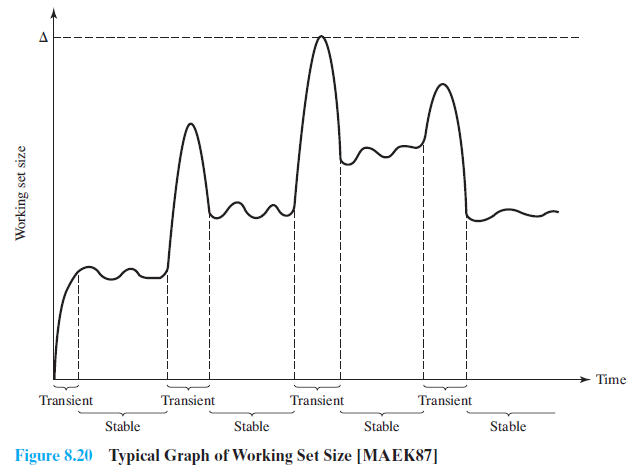 Δ
Working set size
Time
Transient Transient Transient Transient
Stable Stable Stable Stable
Figure 8.20 Typical Graph of Working Set Size [MAEK87]